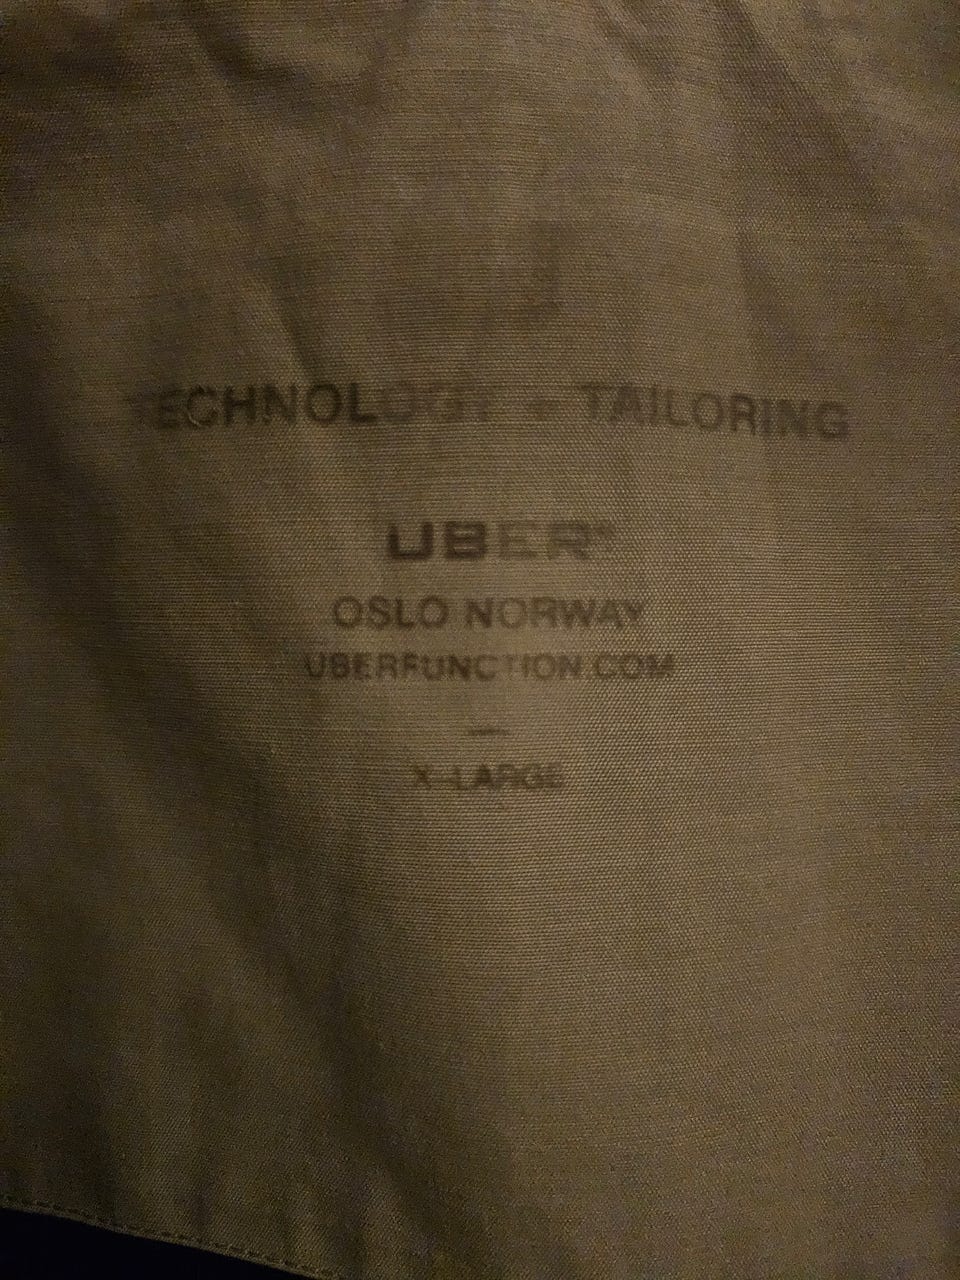 TECHNOLOGY + TAILORING
UBER®
OSLO NORWAY
UBERFUNCTION.COM
—
X-LARGE